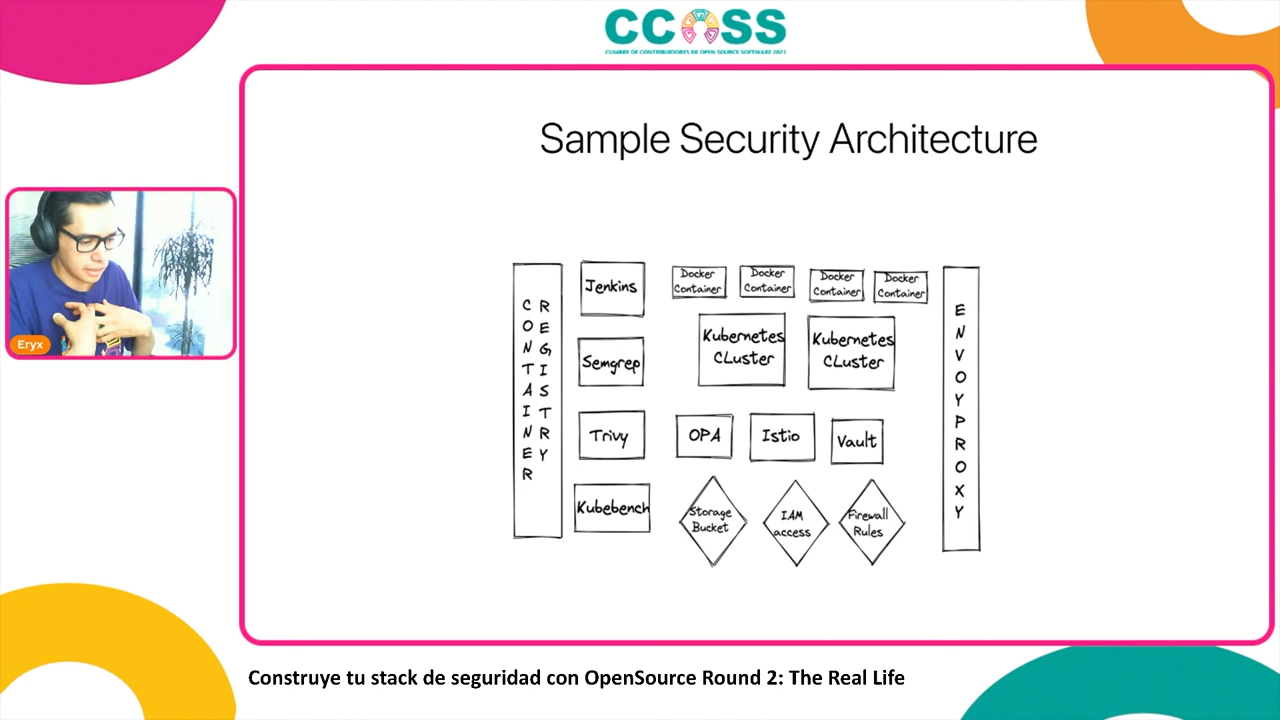 CCOSS
CUMBRE DE CONTRIBUIDORES DE OPEN SOURCE SOFTWARE 2021
Sample Security Architecture
Eryx
CONTAINER
REGISTRY
Jenkins
Semgrep
Trivy
Kubebench
Docker
Container
Docker
Container
Docker
Container
Docker
Container
Kubernetes
CLuster
Kubernetes
CLuster
OPA
Istio
Vault
Storage
Bucket
IAM
access
Firewall
Rules
ENVOYPROXY
Construye tu stack de seguridad con OpenSource Round 2: The Real Life